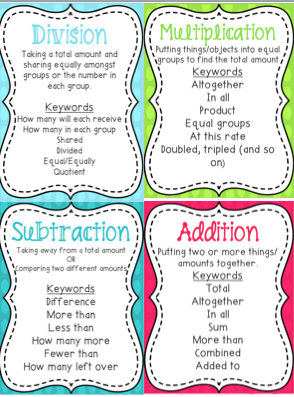 Division
Taking a total amount and
sharing equally amongst
groups or the number in
each group.
Keywords
How many will each receive
How many in each group
Shared
Divided
Equal/Equally
Quotient
Multiplication
Putting things/objects into equal
groups to find the total amount
Keywords
Altogether
In all
Product
Equal groups
At this rate
Doubled, tripled (and so
on)
Subtraction
Taking away from a total amount
OR
Comparing two different amounts
Keywords
Difference
More than
Less than
How many more
Fewer than
How many left over
Addition
Putting two or more things/
amounts together.
Keywords
Total
Altogether
In all
Sum
More than
Combined
Added to